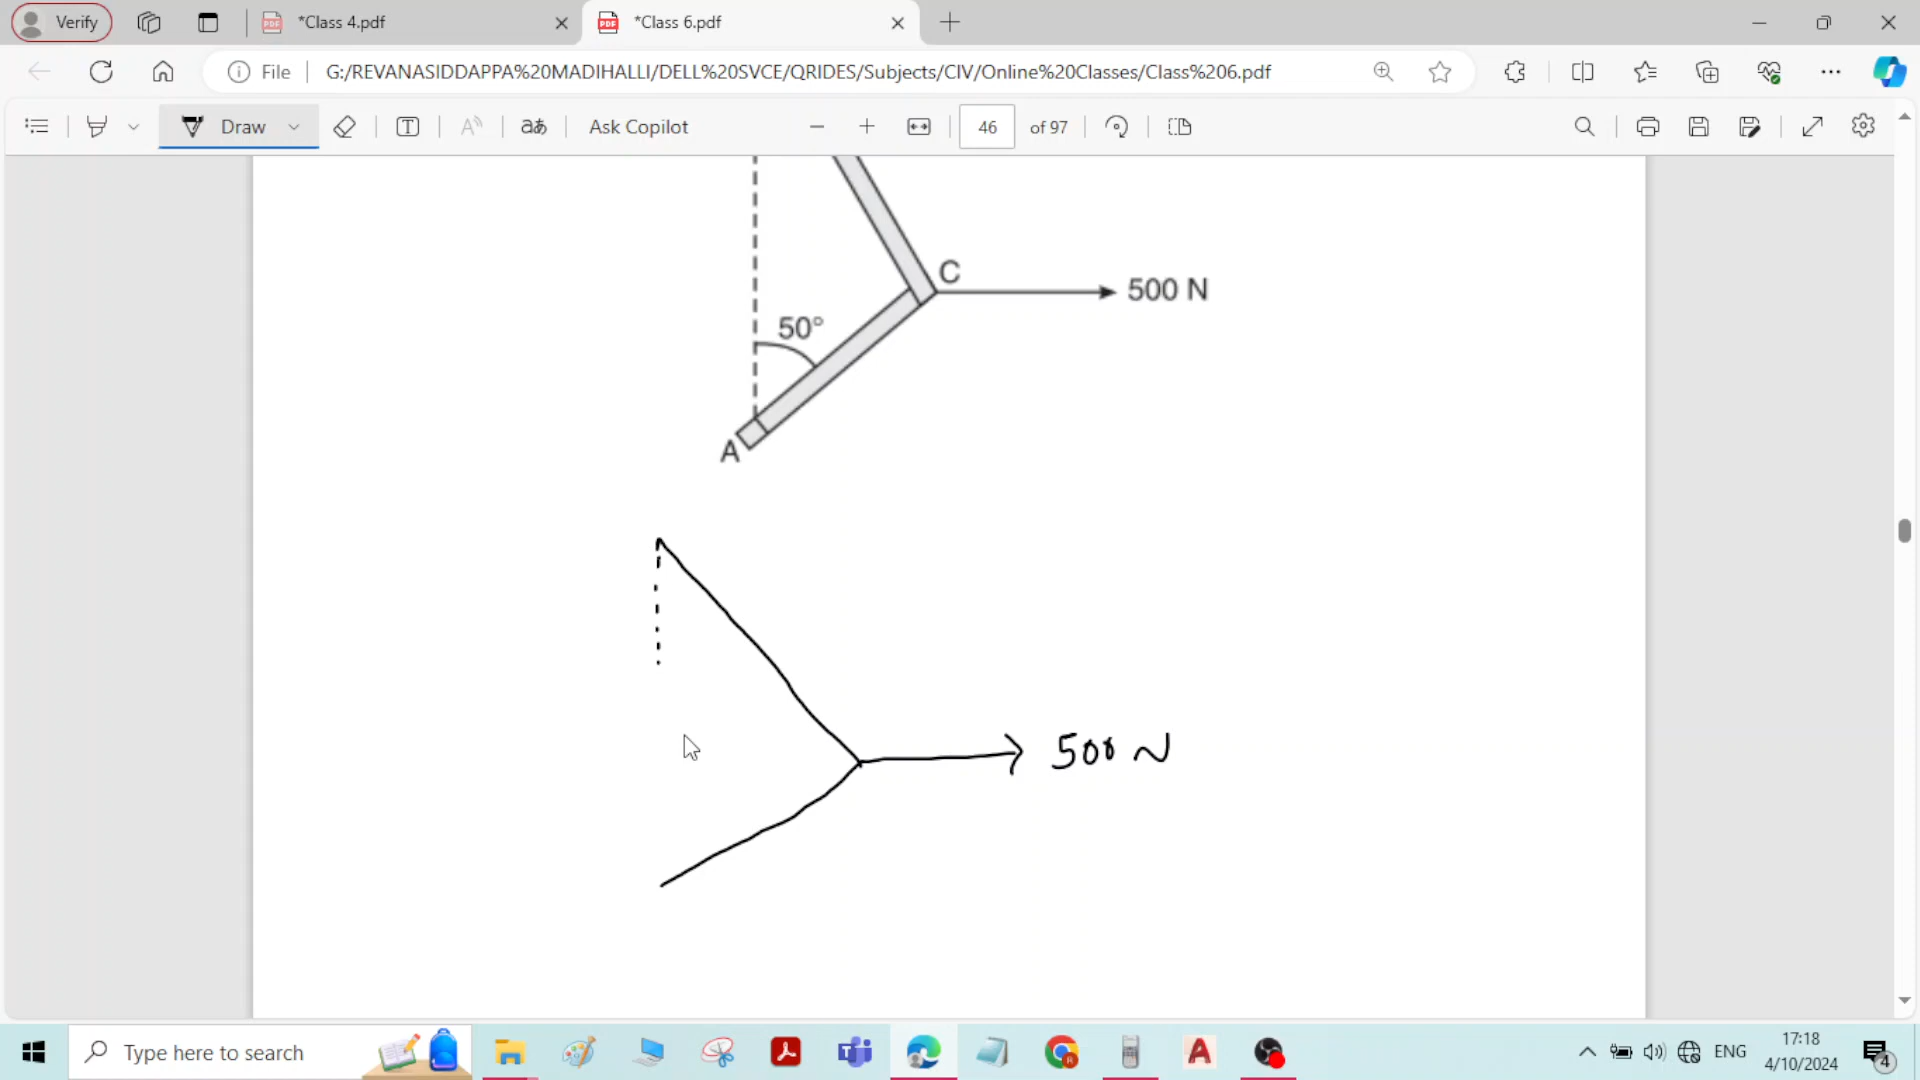 Verify
*Class 4.pdf
*Class 6.pdf
File
G:/REVANASIDDAPPA%20MADIHALLI/DELL%20SVCE/QRIDES/Subjects/CIV/Online%20Classes/Class%206.pdf
Draw
Ask Copilot
46 of 97
C
500 N
50°
A
500 N
Type here to search
ENG
17:18
4/10/2024
4